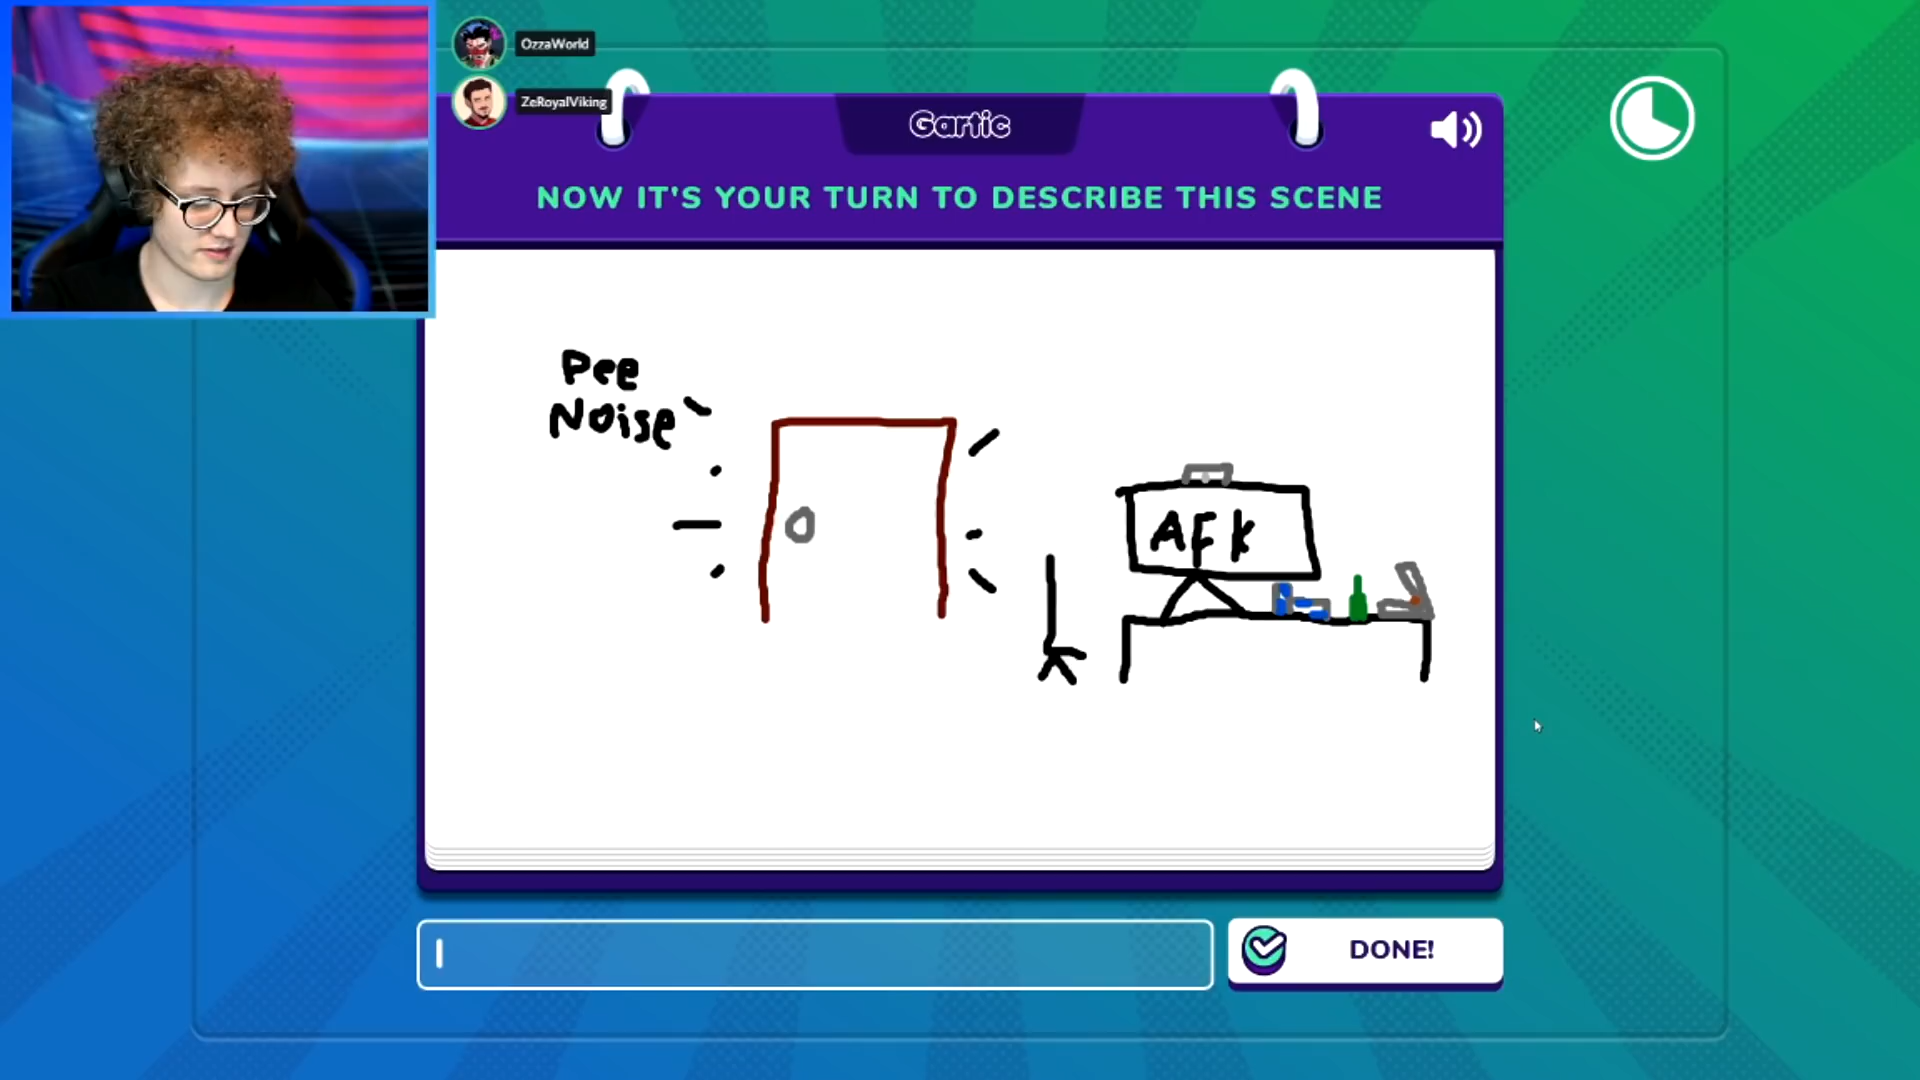 OzzaWorld
ZeRoyalViking
Gartic
NOW IT'S YOUR TURN TO DESCRIBE THIS SCENE
Pee
Noise
AFK
DONE!